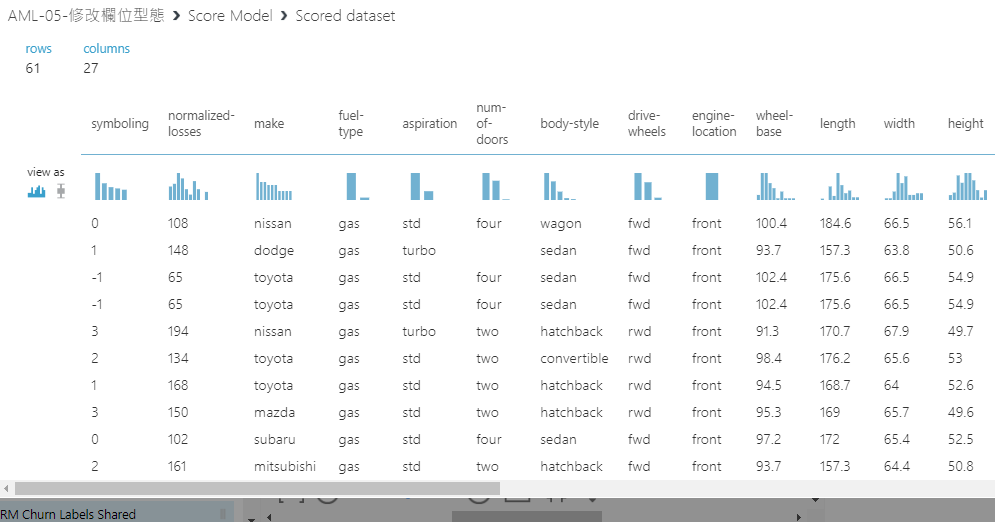 AML-05-修改欄位型態 › Score Model › Scored dataset
rows columns
61 27
symboling normalized-losses make fuel-type aspiration num-of-doors body-style drive-wheels engine-location wheel-base length width height
view as
0 108 nissan gas std four wagon fwd front 100.4 184.6 66.5 56.1
1 148 dodge gas turbo sedan fwd front 93.7 157.3 63.8 50.6
-1 65 toyota gas std four sedan fwd front 102.4 175.6 66.5 54.9
-1 65 toyota gas std four sedan fwd front 102.4 175.6 66.5 54.9
3 194 nissan gas turbo two hatchback rwd front 91.3 170.7 67.9 49.7
2 134 toyota gas std two convertible rwd front 98.4 176.2 65.6 53
1 168 toyota gas std two hatchback rwd front 94.5 168.7 64 52.6
3 150 mazda gas std two hatchback rwd front 95.3 169 65.7 49.6
0 102 subaru gas std four sedan fwd front 97.2 172 65.4 52.5
2 161 mitsubishi gas std two hatchback fwd front 93.7 157.3 64.4 50.8
RM Churn Labels Shared